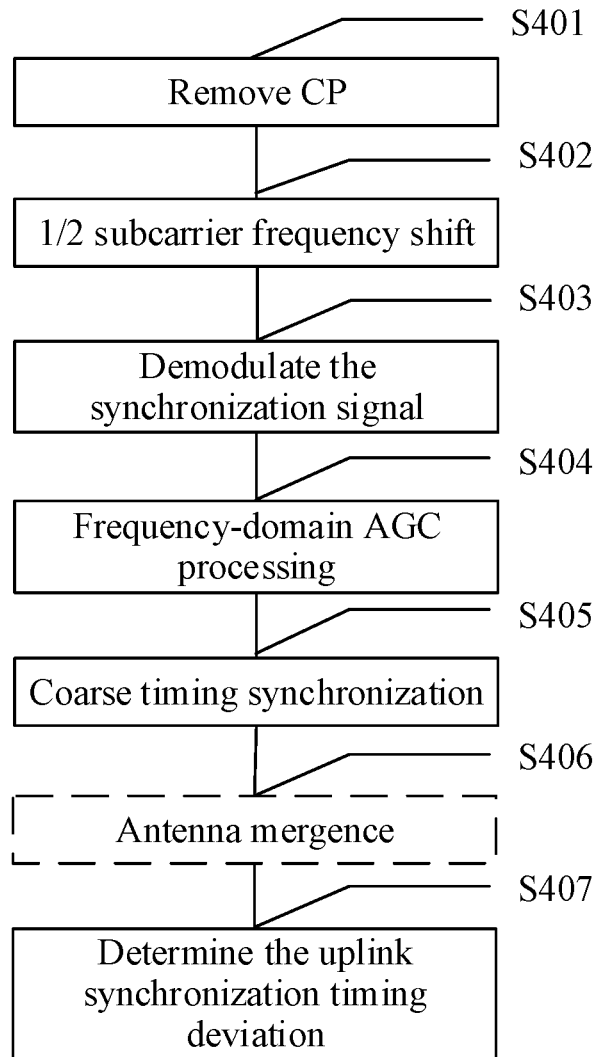 S401
Remove CP
S402
1/2 subcarrier frequency shift
S403
Demodulate the
synchronization signal
S404
Frequency-domain AGC
processing
S405
Coarse timing synchronization
S406
Antenna mergence
S407
Determine the uplink
synchronization timing
deviation